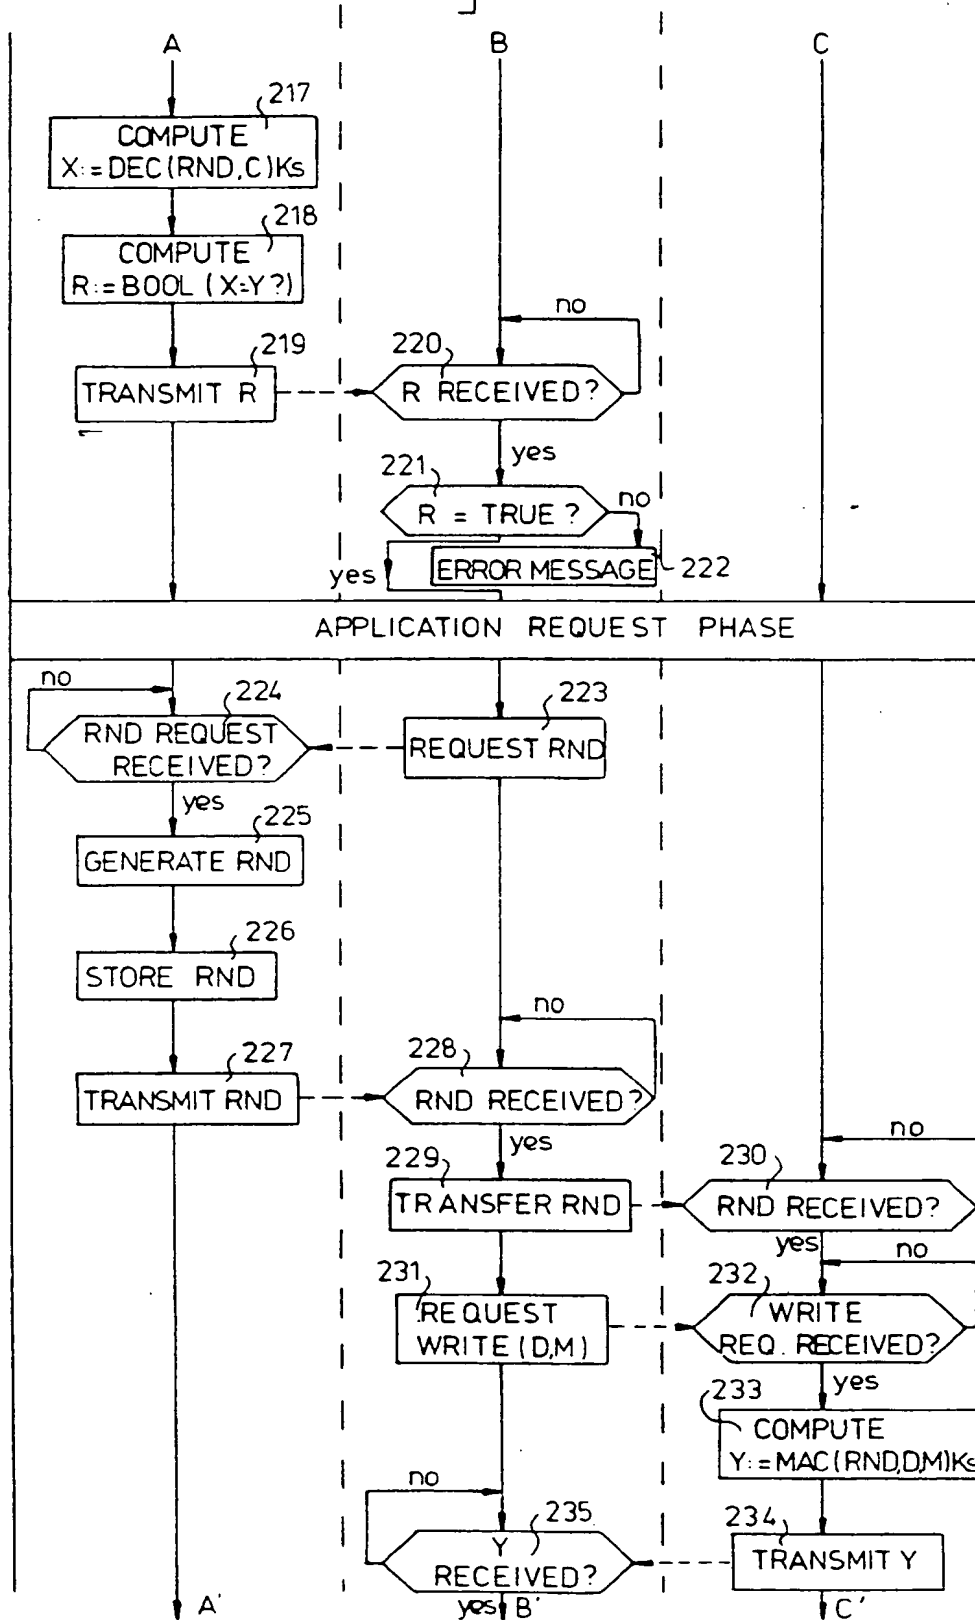 A B C
217
COMPUTE
X:=DEC(RND,C)Ks
218
COMPUTE
R:=BOOL (X=Y?)
no
219
220
TRANSMIT R
R RECEIVED?
yes
221
no
R = TRUE ?
yes
ERROR MESSAGE
222
APPLICATION REQUEST PHASE
no
224
223
RND REQUEST
RECEIVED?
REQUEST RND
yes
225
GENERATE RND
226
STORE RND
no
227
228
TRANSMIT RND
RND RECEIVED?
yes
no
229
230
TRANSFER RND
RND RECEIVED?
yes
no
231
232
REQUEST
WRITE (D,M)
WRITE
REQ. RECEIVED?
yes
233
COMPUTE
Y:=MAC(RND,D,M)Ks
no
235
234
Y
RECEIVED?
TRANSMIT Y
A'
yes B'
C'